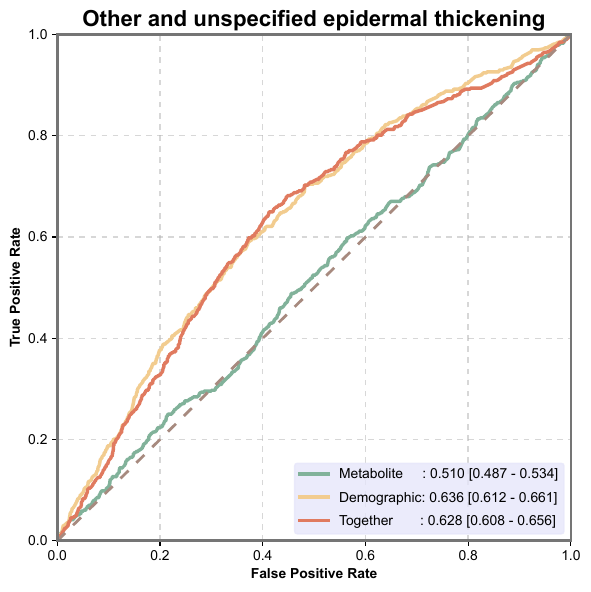 Other and unspecified epidermal thickening
True Positive Rate
1.0
0.8
0.6
0.4
0.2
0.0
0.0 0.2 0.4 0.6 0.8 1.0
False Positive Rate
Metabolite : 0.510 [0.487 - 0.534]
Demographic: 0.636 [0.612 - 0.661]
Together : 0.628 [0.608 - 0.656]